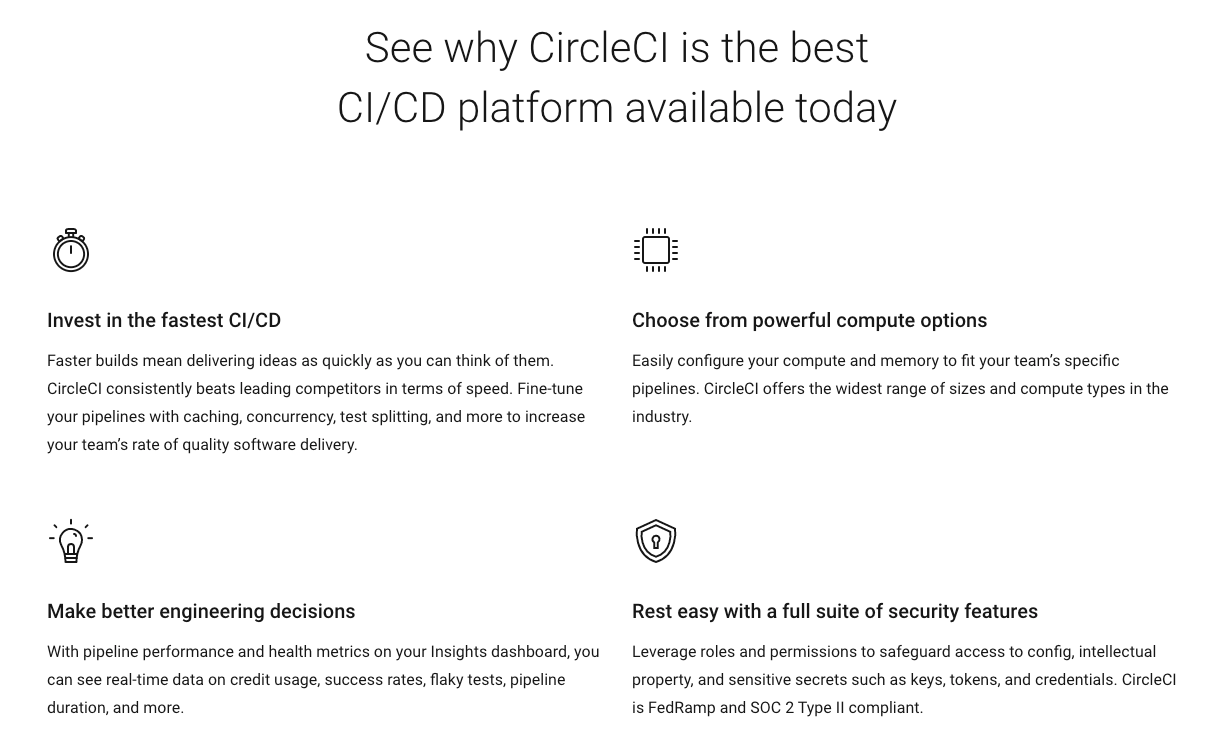 See why CircleCI is the best
CI/CD platform available today
Invest in the fastest CI/CD
Faster builds mean delivering ideas as quickly as you can think of them.
CircleCI consistently beats leading competitors in terms of speed. Fine-tune
your pipelines with caching, concurrency, test splitting, and more to increase
your team’s rate of quality software delivery.
Choose from powerful compute options
Easily configure your compute and memory to fit your team’s specific
pipelines. CircleCI offers the widest range of sizes and compute types in the
industry.
Make better engineering decisions
With pipeline performance and health metrics on your Insights dashboard, you
can see real-time data on credit usage, success rates, flaky tests, pipeline
duration, and more.
Rest easy with a full suite of security features
Leverage roles and permissions to safeguard access to config, intellectual
property, and sensitive secrets such as keys, tokens, and credentials. CircleCI
is FedRamp and SOC 2 Type II compliant.